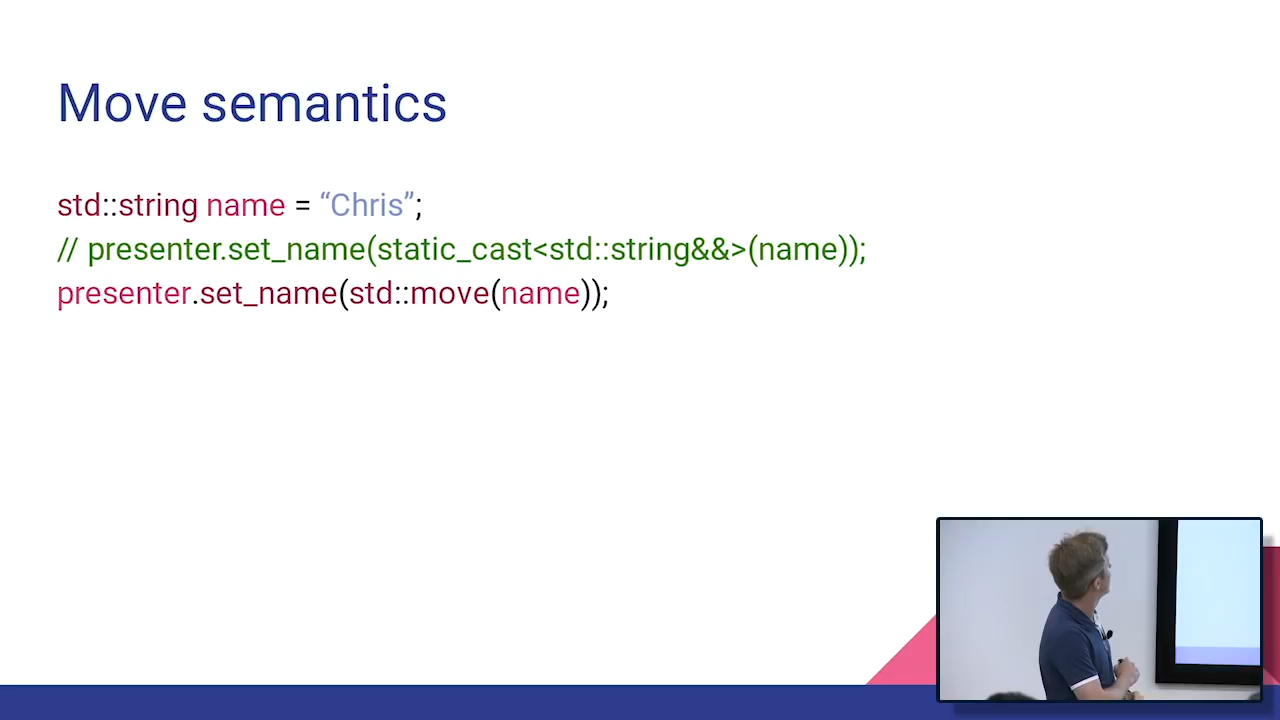 Move semantics
std::string name = “Chris”;
// presenter.set_name(static_cast<std::string&&>(name));
presenter.set_name(std::move(name));